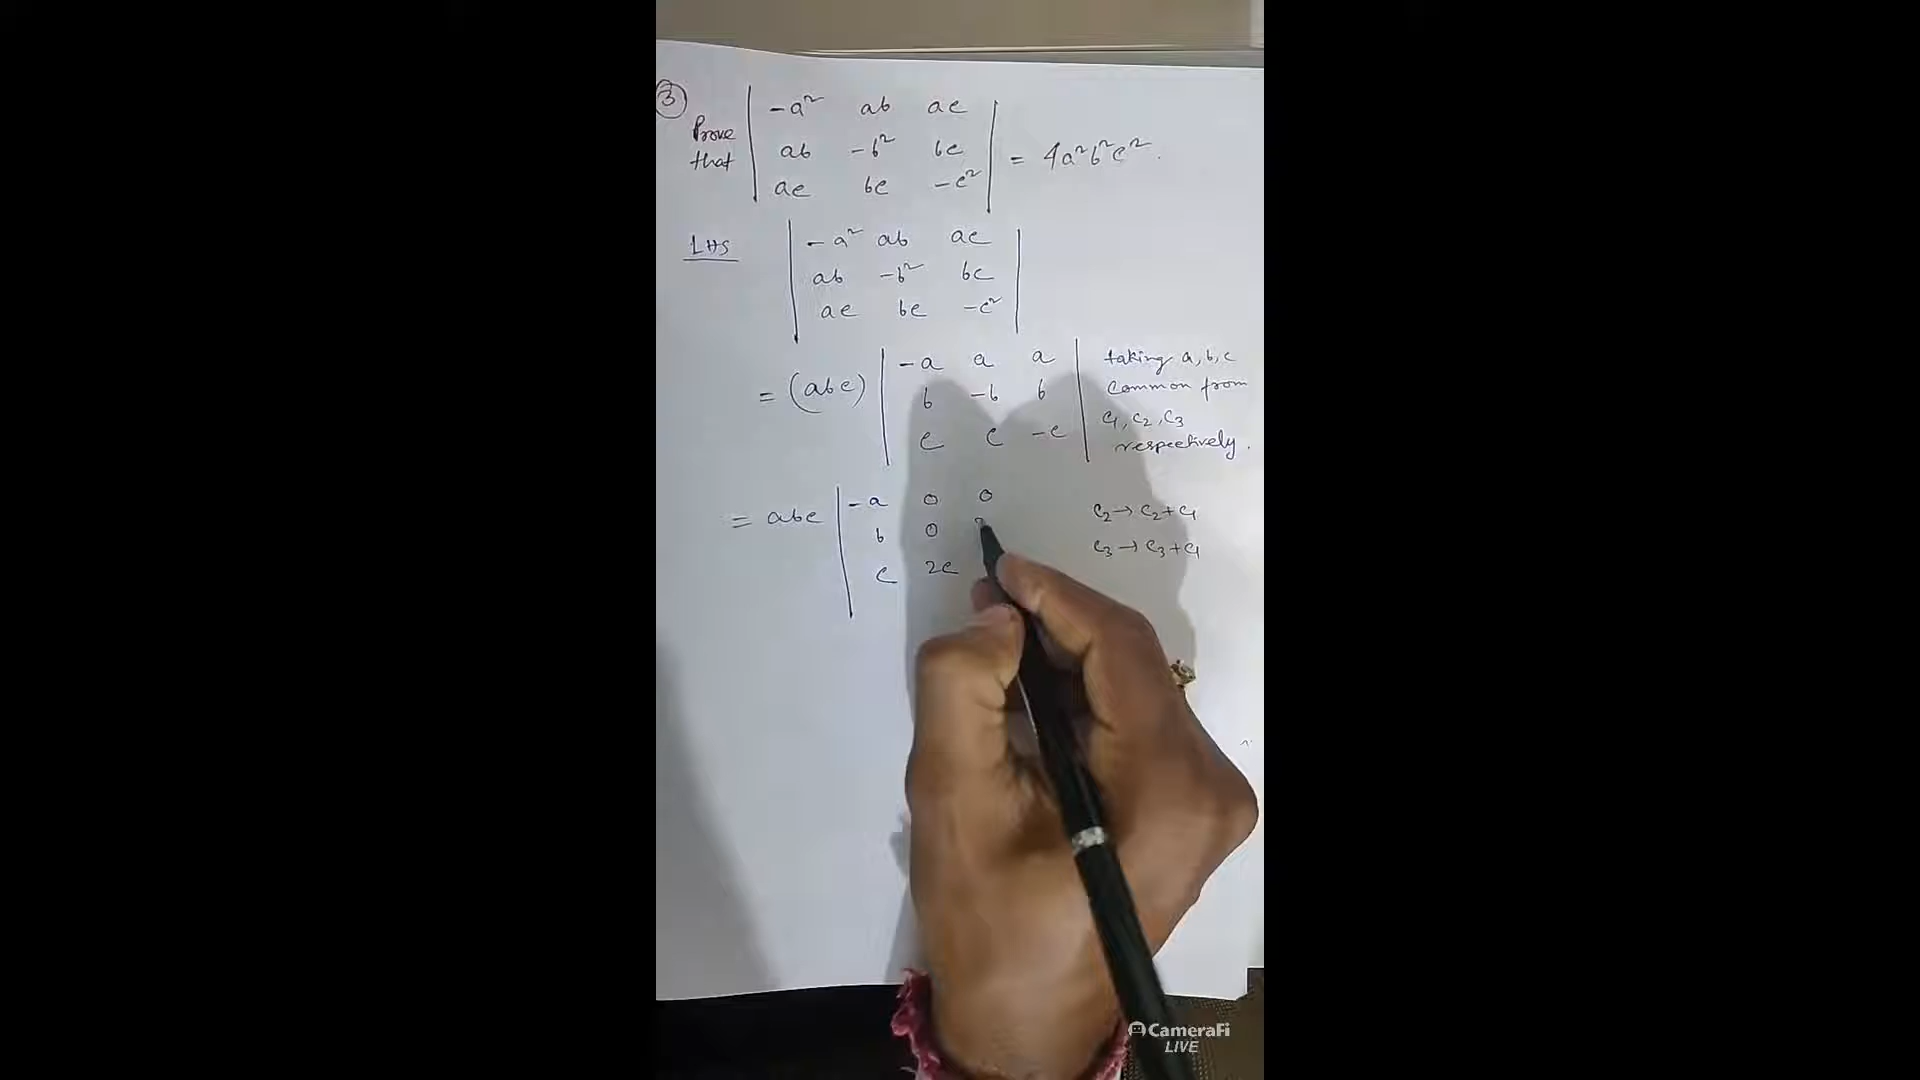 ③
Prove that | -a² ab ac |
| ab -b² bc | = 4a²b²c².
| ac bc -c² |
LHS | -a² ab ac |
| ab -b² bc |
| ac bc -c² |
= (abc) | -a a a | taking a, b, c
| b -b b | common from
| c c -c | C₁, C₂, C₃
respectively.
= abc | -a 0 0 C₂ → C₂ + C₁
| b 0 C₃ → C₃ + C₁
| c 2c
CameraFi
LIVE